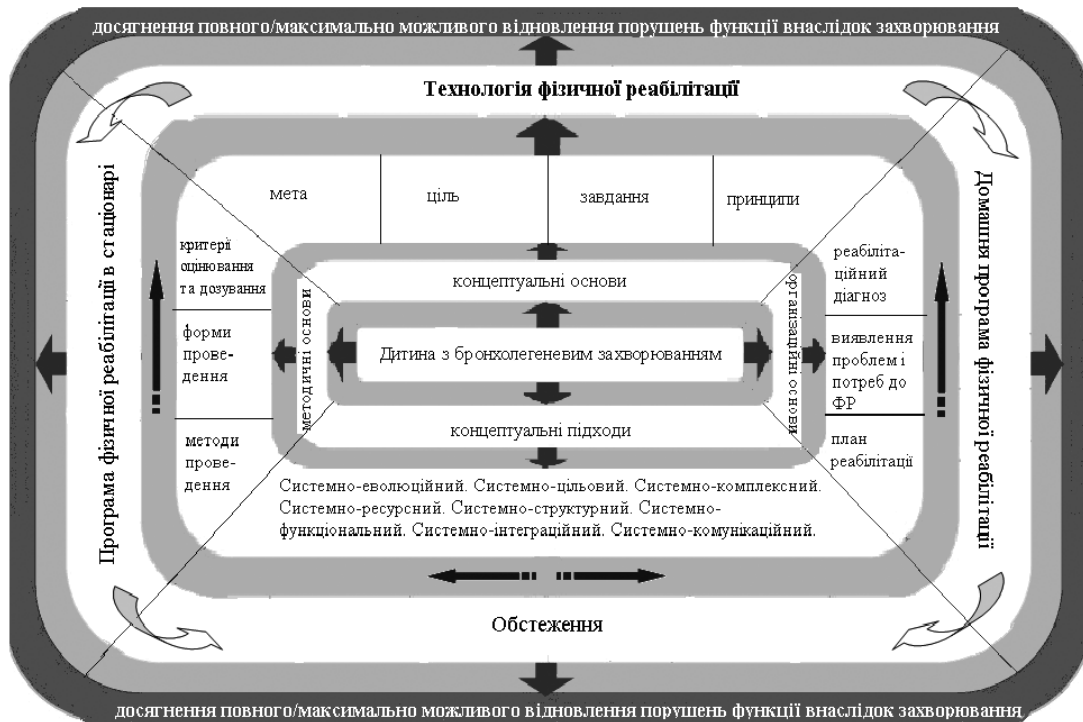 досягнення повного/максимально можливого відновлення порушень функції внаслідок захворювання
Технологія фізичної реабілітації
Програма фізичної реабілітації в стаціонарі
Домашня програма фізичної реабілітації
мета
ціль
завдання
принципи
критерії
оцінювання
та дозування
форми
прове-
дення
методи
прове-
дення
концептуальні основи
методичні основи
Дитина з бронхолегеневим захворюванням
організаційні основи
концептуальні підходи
реабіліта-
ційний
діагноз
виявлення
проблем і
потреб до
ФР
план
реабілітації
Системно-еволюційний. Системно-цільовий. Системно-комплексний.
Системно-ресурсний. Системно-структурний. Системно-
функціональний. Системно-інтеграційний. Системно-комунікаційний.
Обстеження
досягнення повного/максимально можливого відновлення порушень функції внаслідок захворювання